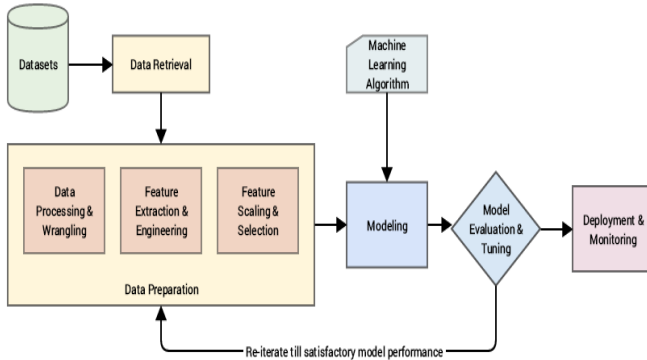 Datasets
Data Retrieval
Machine
Learning
Algorithm
Data
Processing &
Wrangling
Feature
Extraction &
Engineering
Feature
Scaling &
Selection
Data Preparation
Modeling
Model
Evaluation &
Tuning
Deployment &
Monitoring
Re-iterate till satisfactory model performance